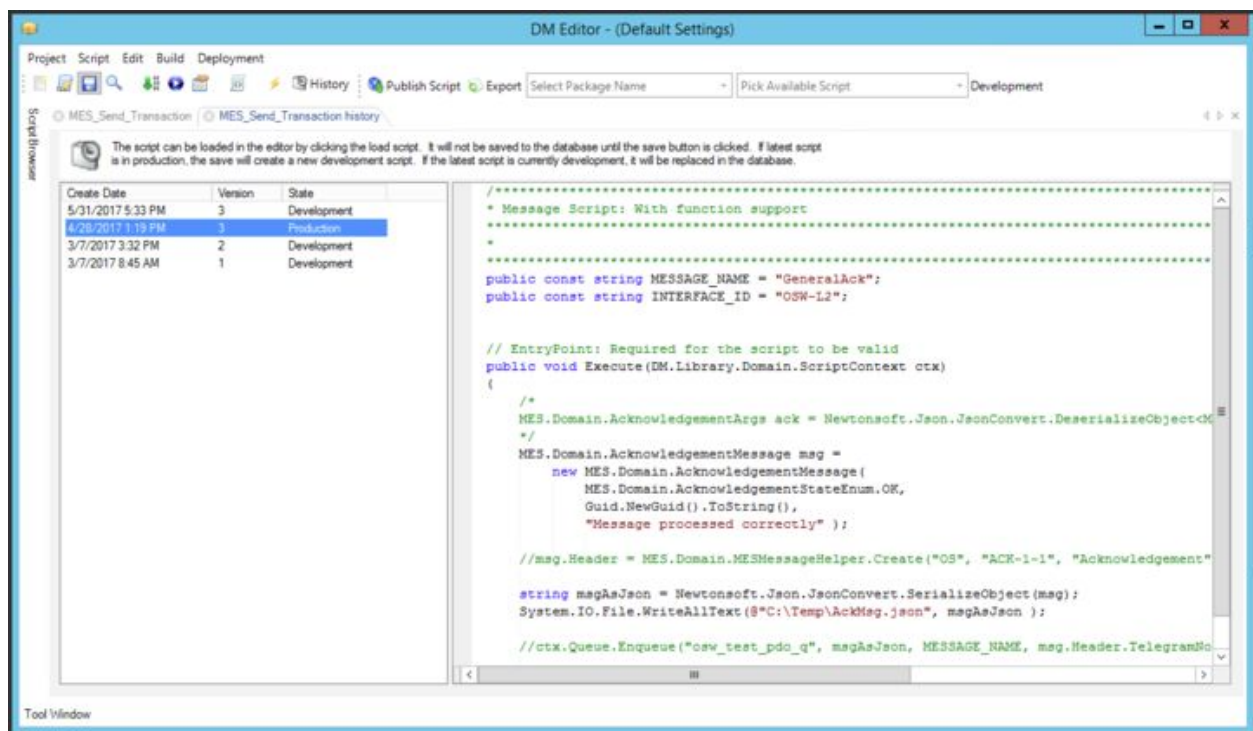 DM Editor - (Default Settings)
Project Script Edit Build Deployment
History Publish Script Export Select Package Name Pick Available Script Development
Script Browser
MES_Send_Transaction MES_Send_Transaction history
The script can be loaded in the editor by clicking the load script. It will not be saved to the database until the save button is clicked. If latest script
is in production, the save will create a new development script. If the latest script is currently development, it will be replaced in the database.
Create Date Version State
5/31/2017 5:33 PM 3 Development
4/28/2017 1:19 PM 3 Production
3/7/2017 3:32 PM 2 Development
3/7/2017 8:45 AM 1 Development
/****************************************************************************************
* Message Script: With function support
****************************************************************************************
*
****************************************************************************************
public const string MESSAGE_NAME = "GeneralAck";
public const string INTERFACE_ID = "OSW-L2";
// EntryPoint: Required for the script to be valid
public void Execute(DM.Library.Domain.ScriptContext ctx)
{
/*
MES.Domain.AcknowledgementArgs ack = Newtonsoft.Json.JsonConvert.DeserializeObject<M
*/
MES.Domain.AcknowledgementMessage msg =
new MES.Domain.AcknowledgementMessage(
MES.Domain.AcknowledgementStateEnum.OK,
Guid.NewGuid().ToString(),
"Message processed correctly" );
//msg.Header = MES.Domain.MESMessageHelper.Create("OS", "ACK-1-1", "Acknowledgement"
string msgAsJson = Newtonsoft.Json.JsonConvert.SerializeObject(msg);
System.IO.File.WriteAllText(@"C:\Temp\AckMsg.json", msgAsJson );
//ctx.Queue.Enqueue("osw_test_pdo_q", msgAsJson, MESSAGE_NAME, msg.Header.TelegramNo
Tool Window